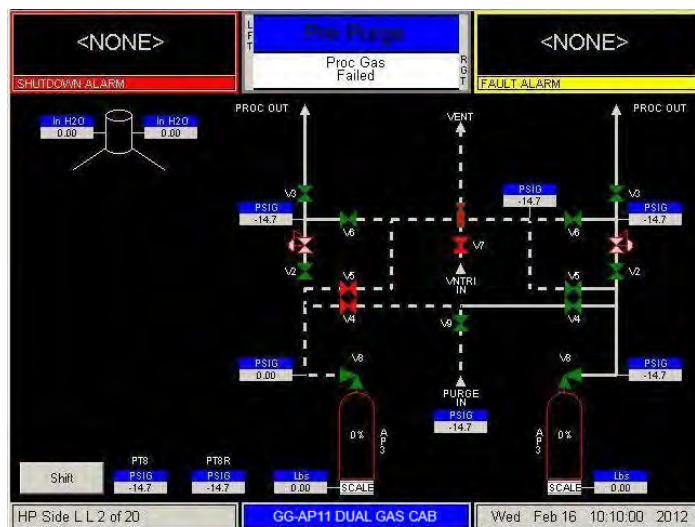 <NONE>
SHUTDOWN ALARM
LFT
Pre Purge
Proc Gas
Failed
RGT
<NONE>
FAULT ALARM
In H2O
0.00
In H2O
0.00
PROC OUT
VENT
PROC OUT
V3
V3
PSIG
-14.7
PSIG
-14.7
PSIG
-14.7
V6
V6
V7
V2
V2
VNTRI
IN
V5
V5
V4
V4
V9
PSIG
0.00
V8
V8
PSIG
-14.7
PURGE
IN
PSIG
-14.7
0%
AP3
0%
AP3
Shift
PT8
PSIG
-14.7
PT8R
PSIG
-14.7
Lbs
0.00
SCALE
SCALE
Lbs
0.00
HP Side L L 2 of 20
GG-AP11 DUAL GAS CAB
Wed Feb 16 10:10:00 2012